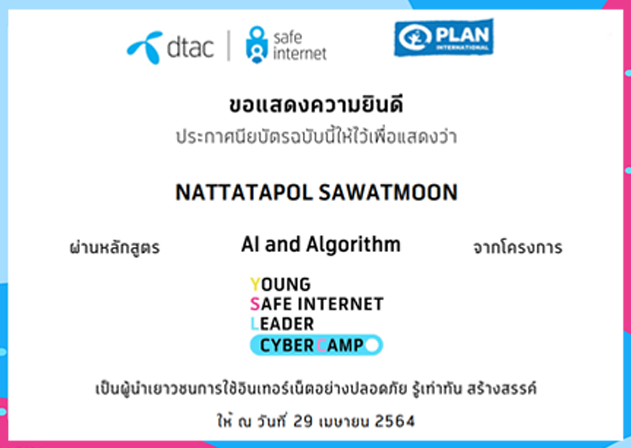 dtac
safe
internet
PLAN
INTERNATIONAL
ขอแสดงความยินดี
ประกาศนียบัตรฉบับนี้ให้ไว้เพื่อแสดงว่า
NATTATAPOL SAWATMOON
ผ่านหลักสูตร AI and Algorithm จากโครงการ
YOUNG
SAFE INTERNET
LEADER
CYBERCAMP
เป็นผู้นำเยาวชนการใช้อินเทอร์เน็ตอย่างปลอดภัย รู้เท่าทัน สร้างสรรค์
ให้ ณ วันที่ 29 เมษายน 2564